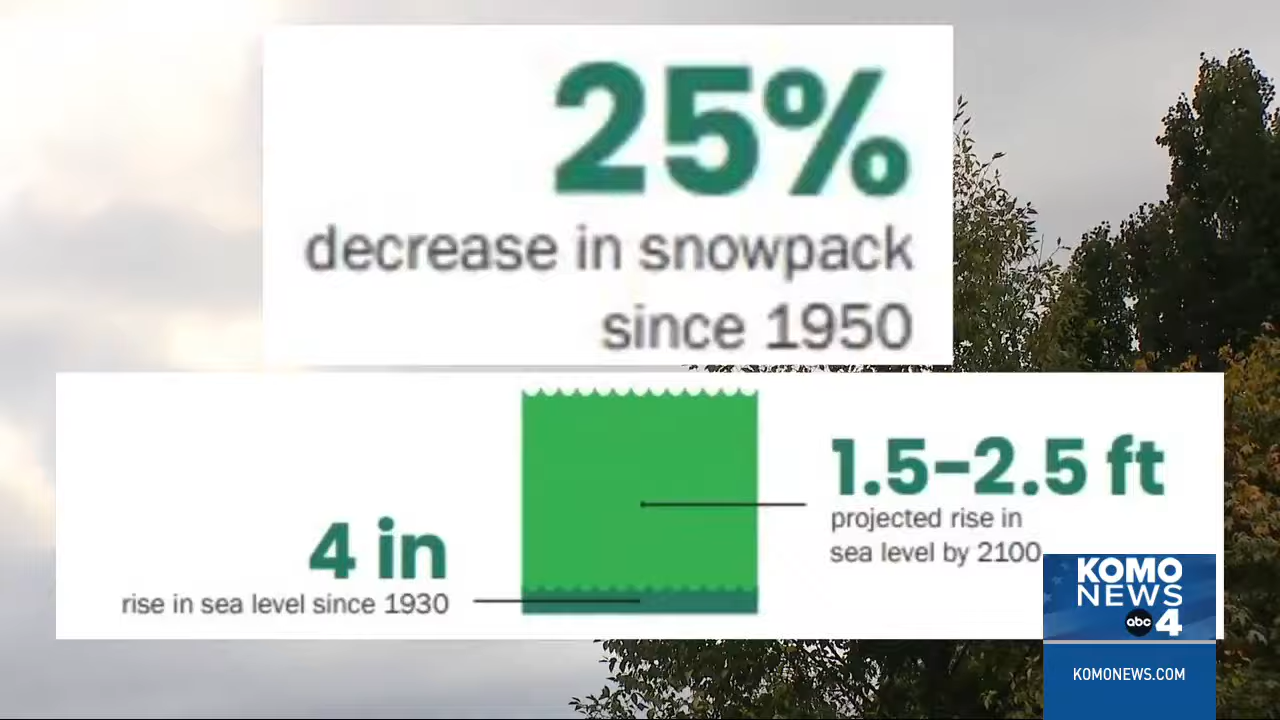 25%
decrease in snowpack
since 1950
4 in
rise in sea level since 1930
1.5–2.5 ft
projected rise in
sea level by 2100
KOMO
NEWS
abc 4
KOMONEWS.COM